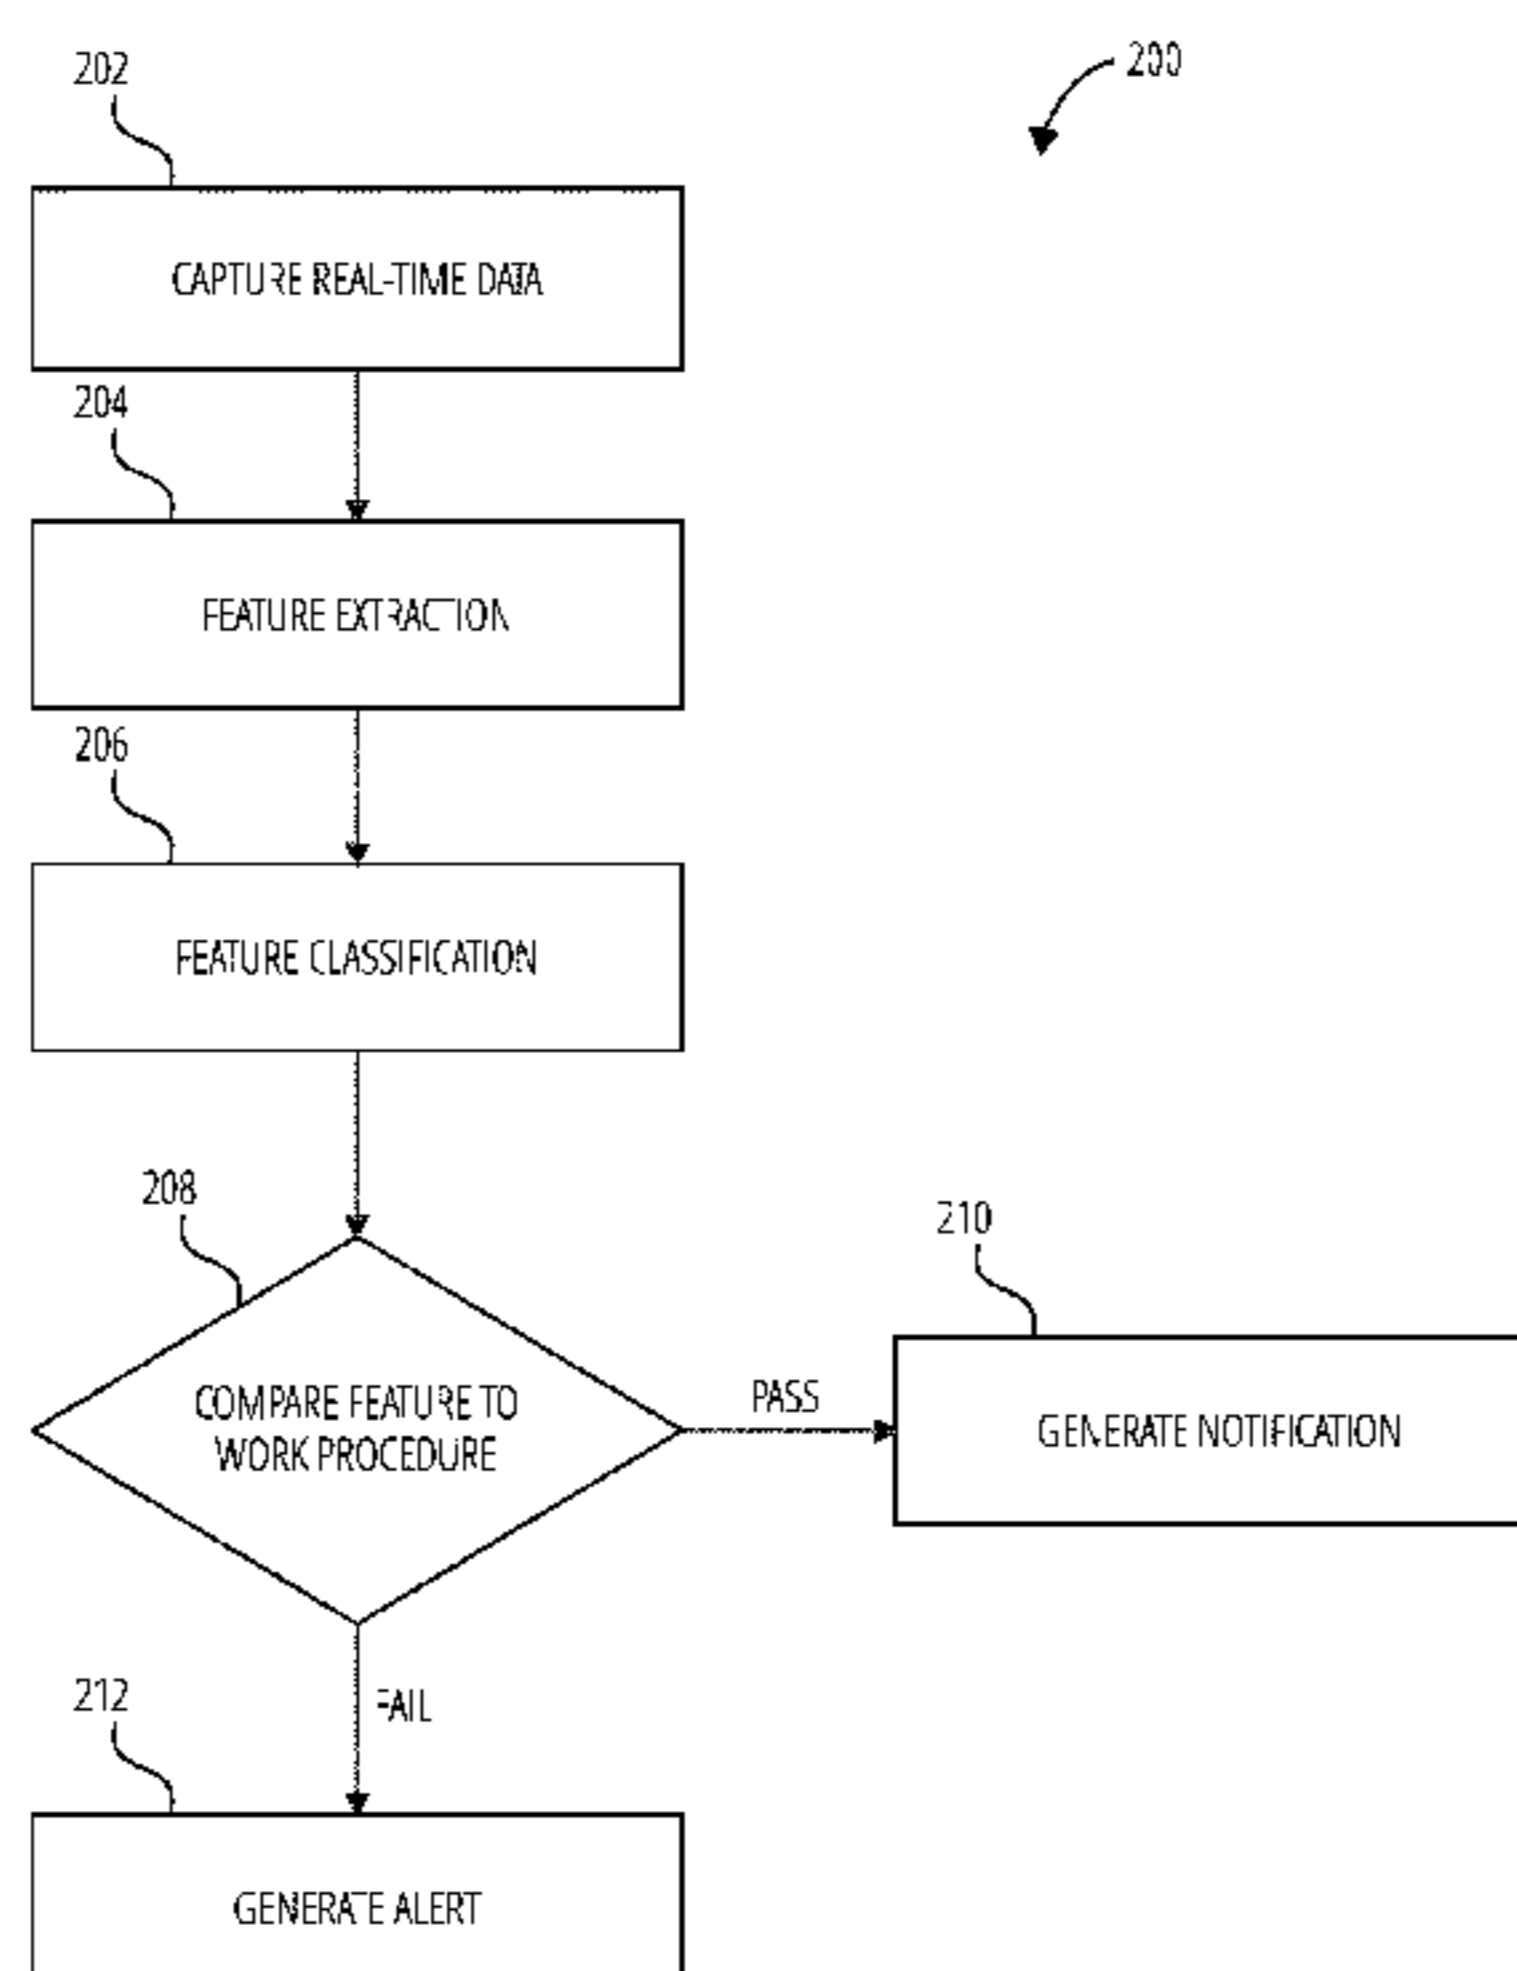 202
200
CAPTURE REAL-TIME DATA
204
FEATURE EXTRACTION
206
FEATURE CLASSIFICATION
208
210
COMPARE FEATURE TO
WORK PROCEDURE
PASS
GENERATE NOTIFICATION
212
FAIL
GENERATE ALERT